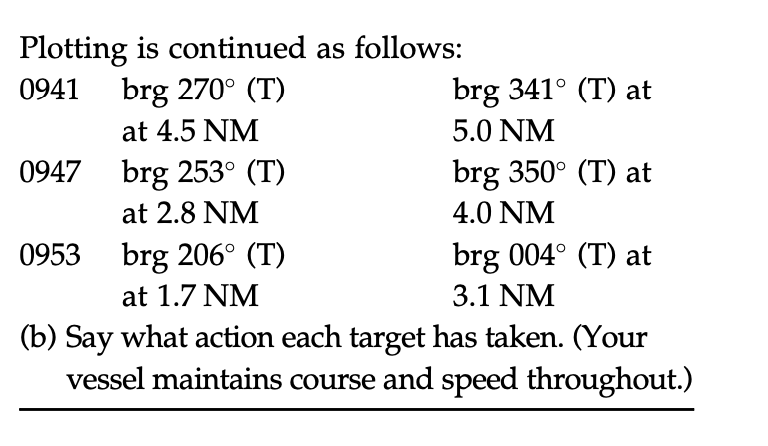 Plotting is continued as follows:
0941 brg 270° (T) brg 341° (T) at
at 4.5 NM 5.0 NM
0947 brg 253° (T) brg 350° (T) at
at 2.8 NM 4.0 NM
0953 brg 206° (T) brg 004° (T) at
at 1.7 NM 3.1 NM
(b) Say what action each target has taken. (Your
vessel maintains course and speed throughout.)